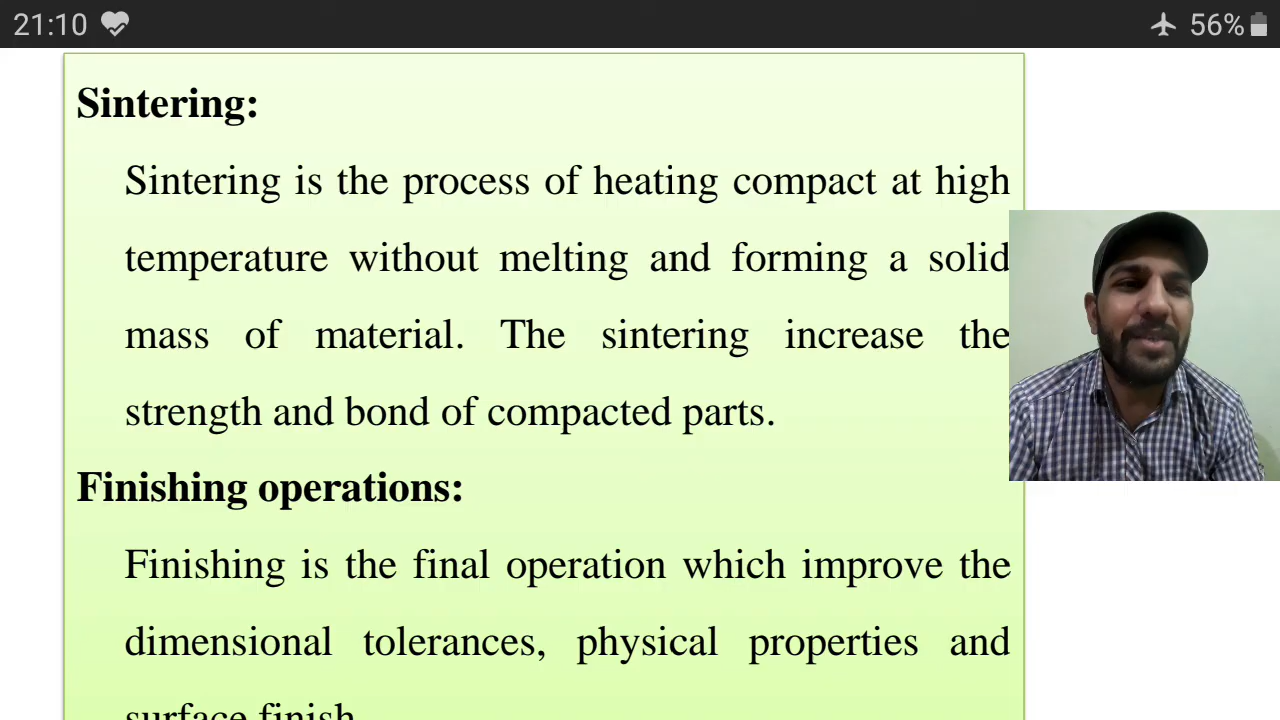 21:10 56%
Sintering:
Sintering is the process of heating compact at high
temperature without melting and forming a solid
mass of material. The sintering increase the
strength and bond of compacted parts.
Finishing operations:
Finishing is the final operation which improve the
dimensional tolerances, physical properties and
surface finish